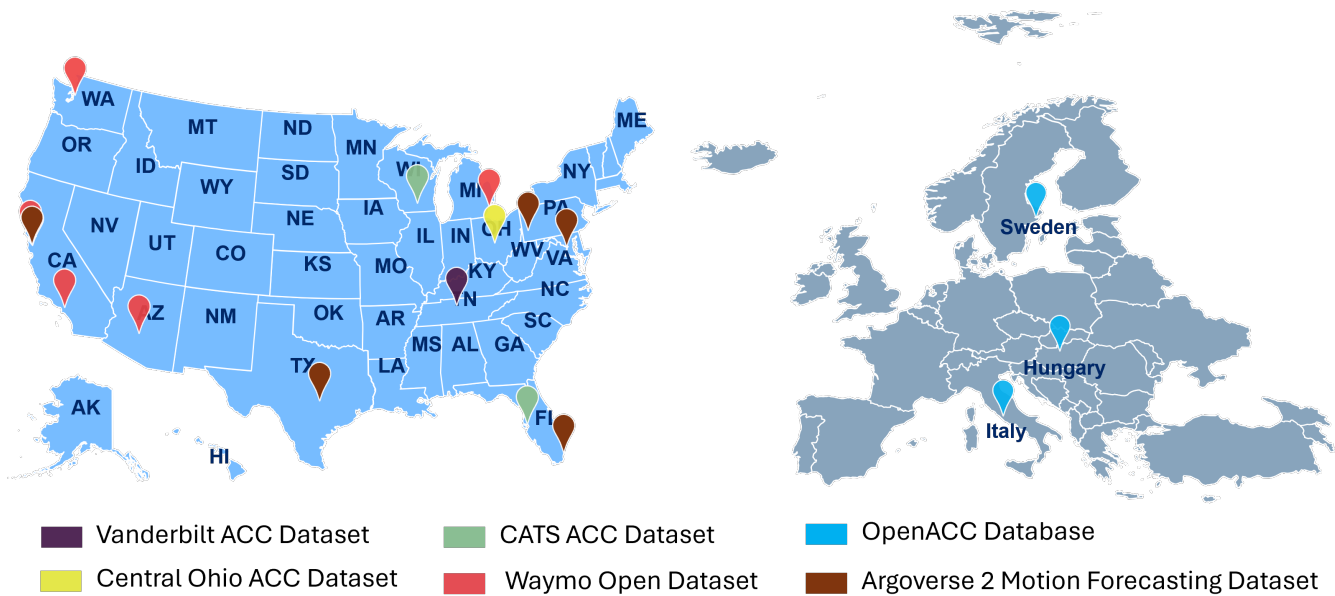 WA
ME
MT
ND
OR
MN
ID
SD
WI
NY
WY
MI
PA
NE
IA
NV
OH
UT
CO
IL
IN
WV
VA
CA
KS
MO
KY
NC
TN
AZ
NM
OK
AR
SC
MS
AL
GA
TX
LA
AK
FL
HI
Sweden
Hungary
Italy
Vanderbilt ACC Dataset
CATS ACC Dataset
OpenACC Database
Central Ohio ACC Dataset
Waymo Open Dataset
Argoverse 2 Motion Forecasting Dataset